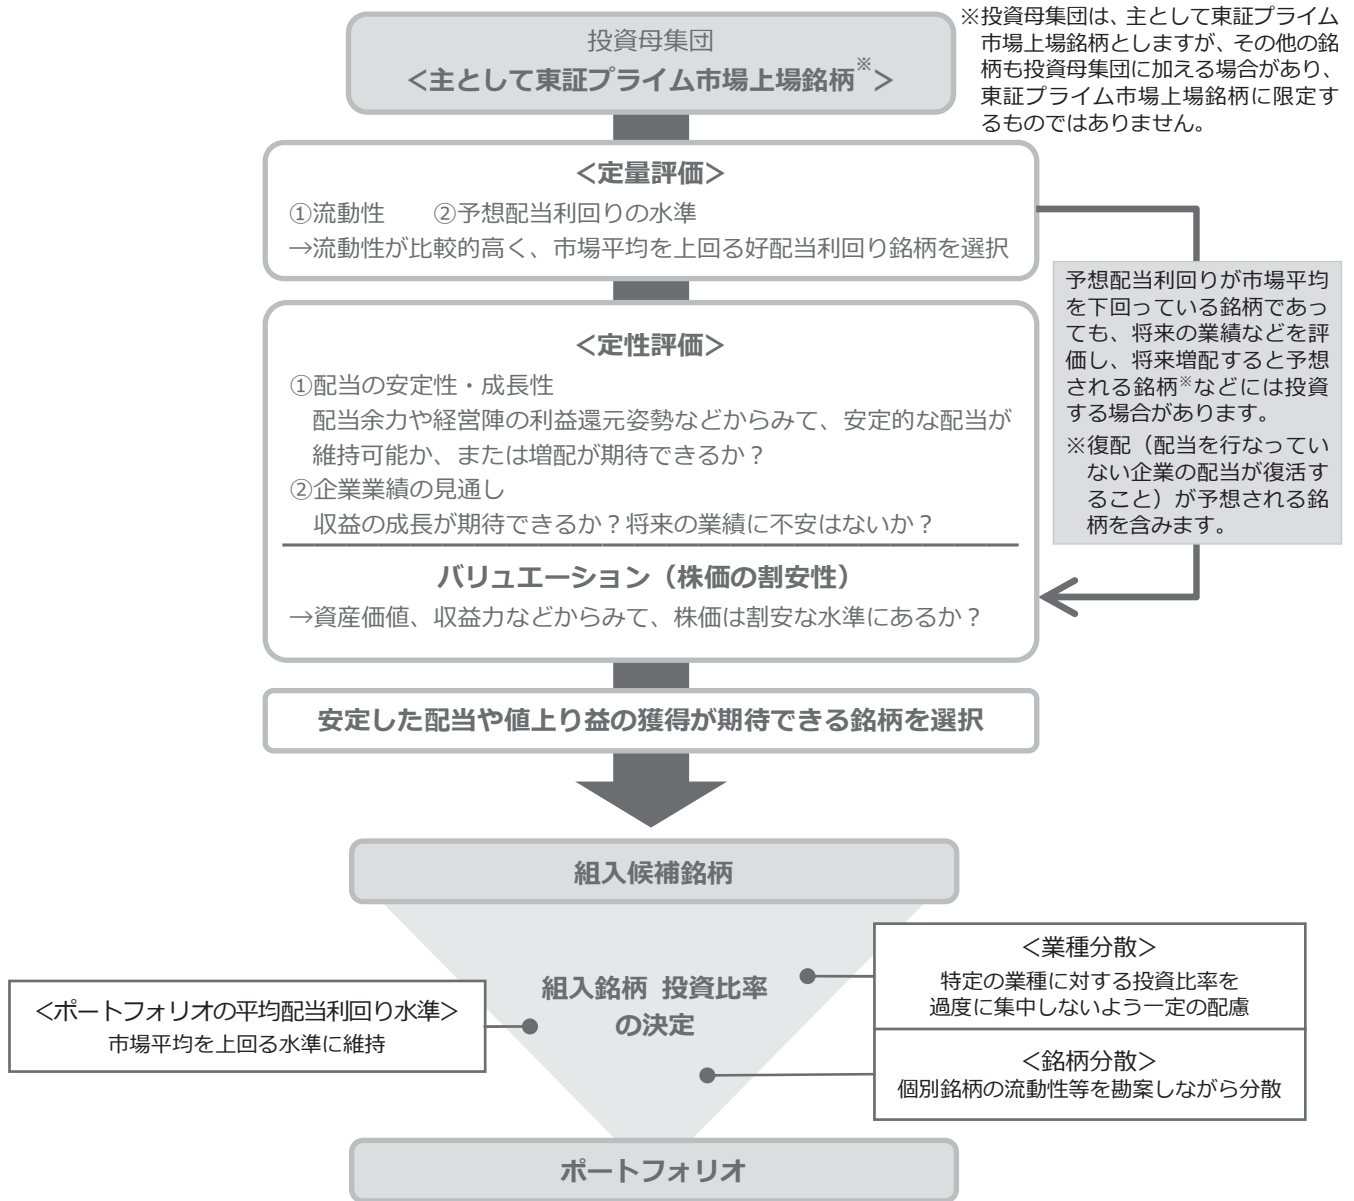 投資母集団
<主として東証プライム市場上場銘柄※>
※投資母集団は、主として東証プライム
市場上場銘柄としますが、その他の銘
柄も投資母集団に加える場合があり、
東証プライム市場上場銘柄に限定す
るものではありません。
<定量評価>
①流動性 ②予想配当利回りの水準
→流動性が比較的高く、市場平均を上回る好配当利回り銘柄を選択
予想配当利回りが市場平均
を下回っている銘柄であっ
ても、将来の業績などを評
価し、将来増配すると予想
される銘柄※などには投資
する場合があります。
※復配（配当を行なってい
ない企業の配当が復活す
ること）が予想される銘
柄を含みます。
<定性評価>
①配当の安定性・成長性
配当余力や経営陣の利益還元姿勢などからみて、安定的な配当が
維持可能か、または増配が期待できるか？
②企業業績の見通し
収益の成長が期待できるか？将来の業績に不安はないか？
バリュエーション（株価の割安性）
→資産価値、収益力などからみて、株価は割安な水準にあるか？
安定した配当や値上り益の獲得が期待できる銘柄を選択
組入候補銘柄
組入銘柄 投資比率
の決定
<ポートフォリオの平均配当利回り水準>
市場平均を上回る水準に維持
<業種分散>
特定の業種に対する投資比率を
過度に集中しないよう一定の配慮
<銘柄分散>
個別銘柄の流動性等を勘案しながら分散
ポートフォリオ